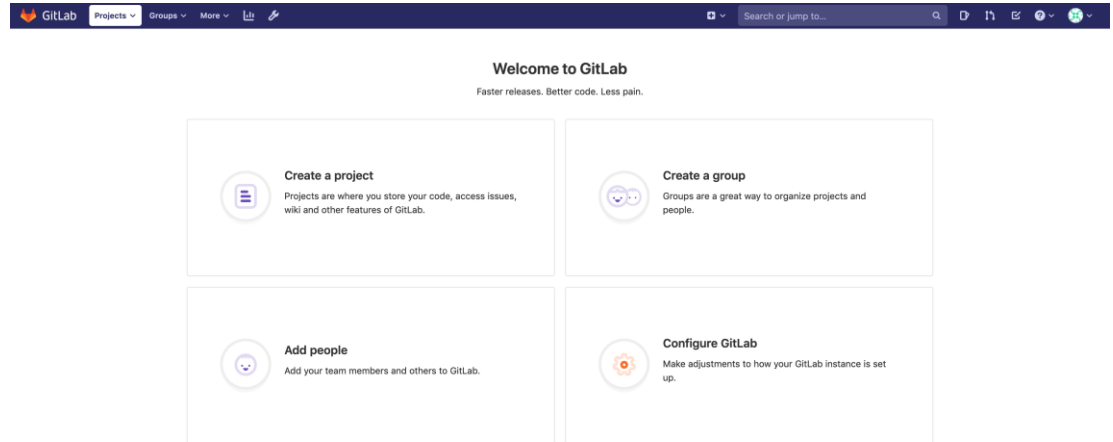 GitLab Projects Groups More Search or jump to...
Welcome to GitLab
Faster releases. Better code. Less pain.
Create a project
Projects are where you store your code, access issues,
wiki and other features of GitLab.
Create a group
Groups are a great way to organize projects and
people.
Add people
Add your team members and others to GitLab.
Configure GitLab
Make adjustments to how your GitLab instance is set
up.